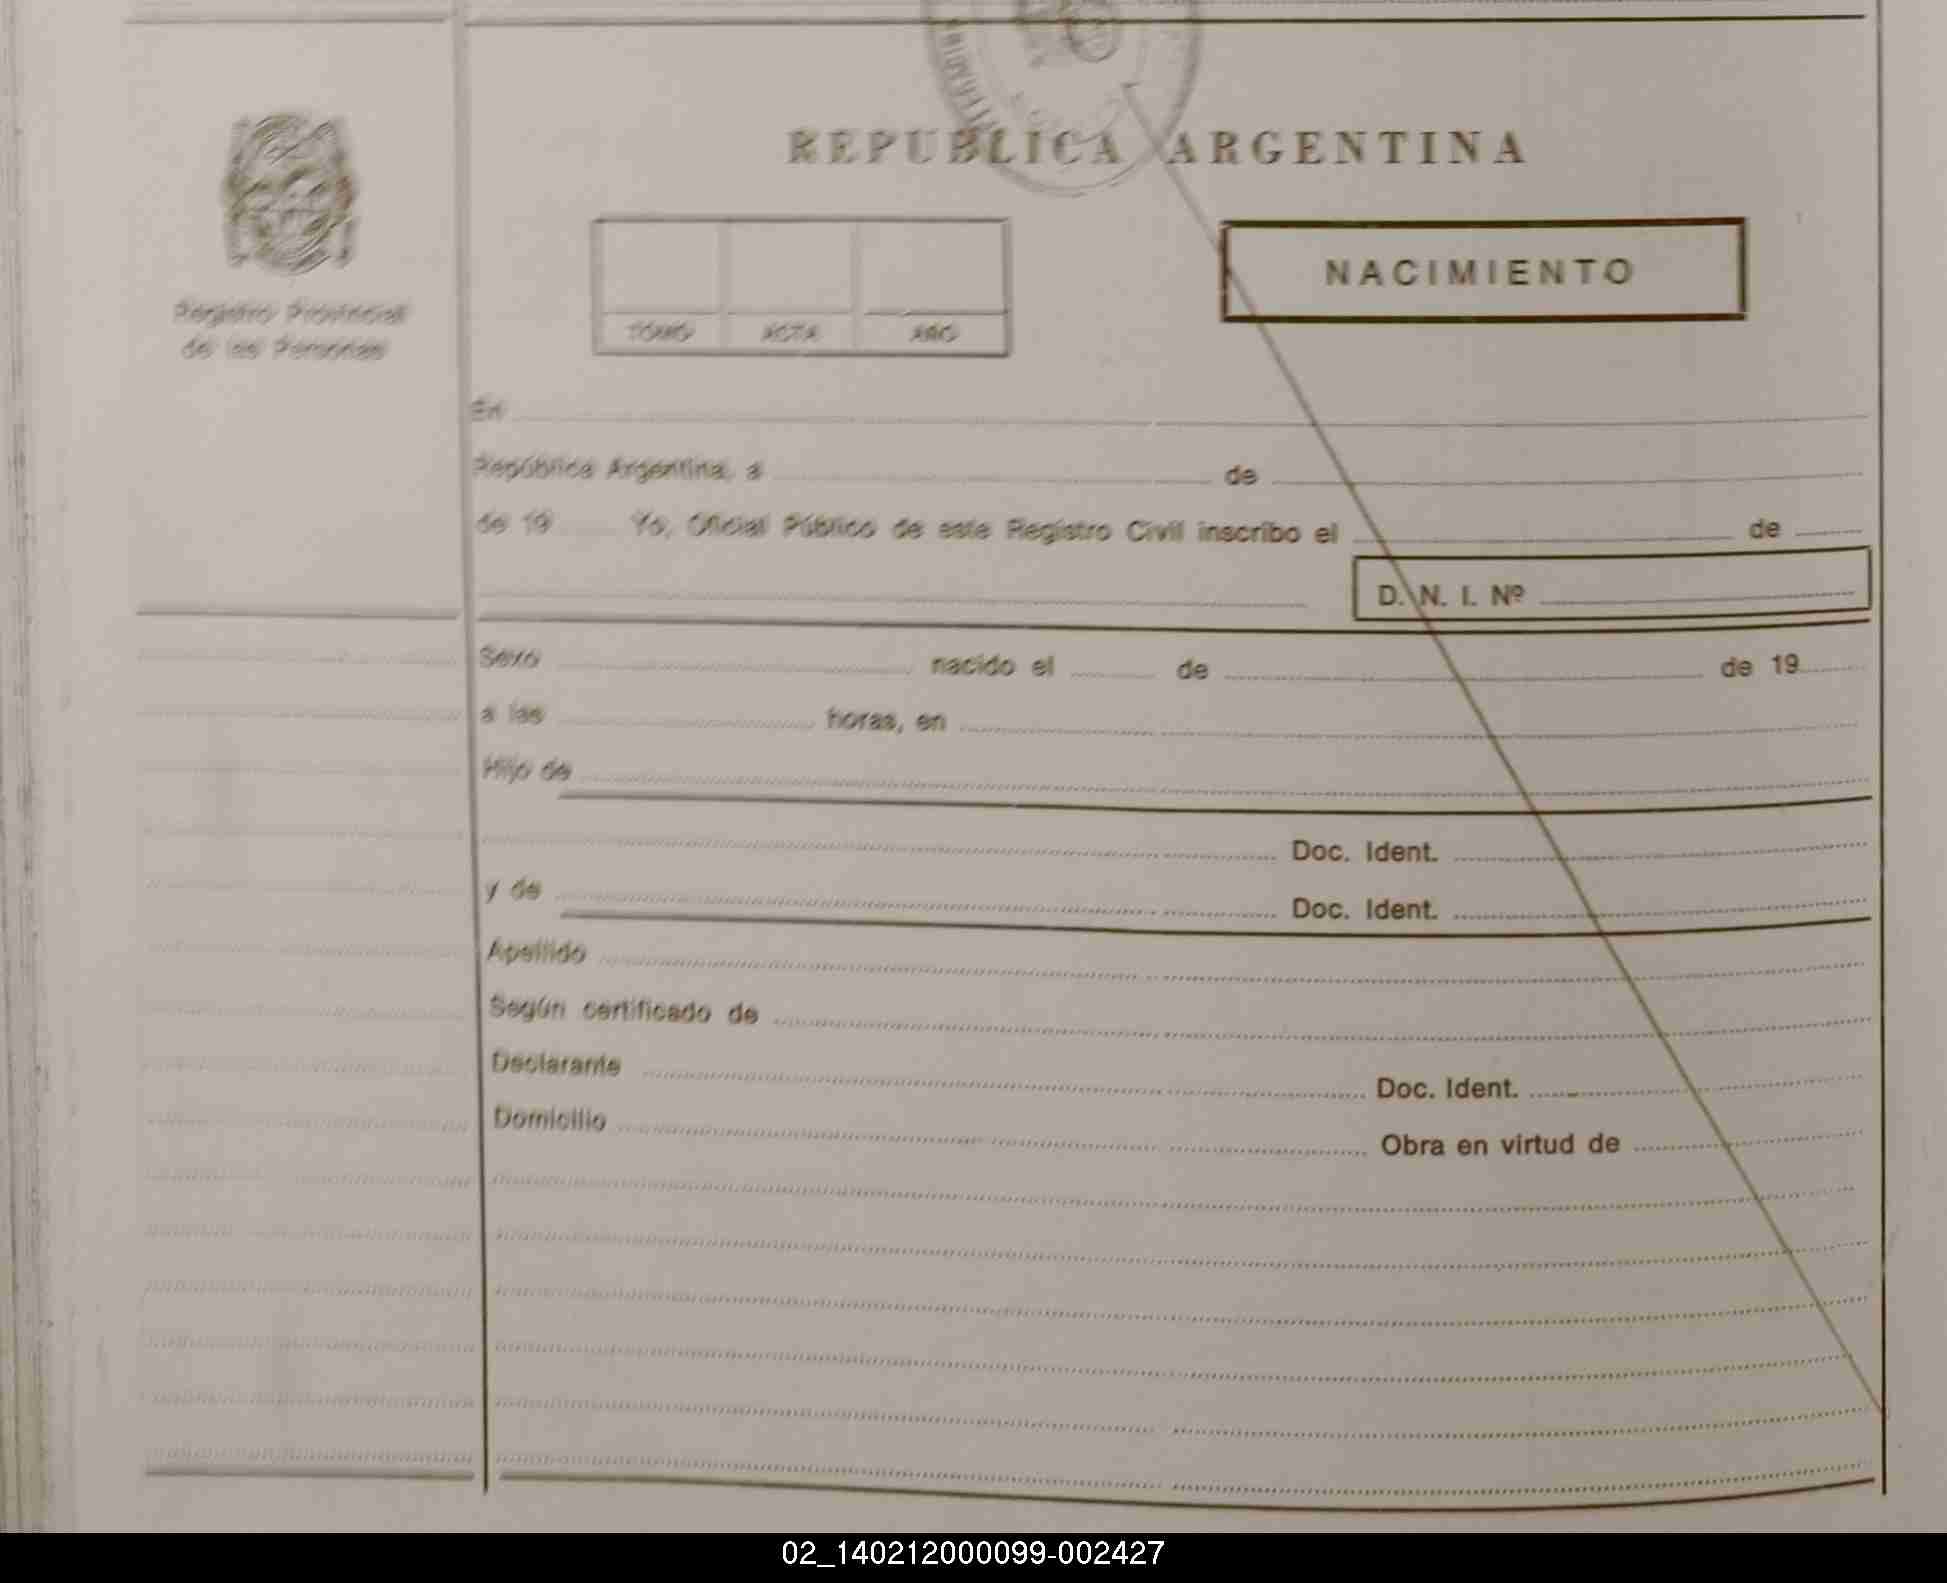 REPUBLICA ARGENTINA
Registro Provincial
de las Personas
TOMO ACTA AÑO
NACIMIENTO
En
República Argentina, a de
de 19 Yo, Oficial Público de este Registro Civil inscribo el de
D. N. I. Nº
Sexo nacido el de de 19
a las horas, en
Hijo de
Doc. Ident.
y de Doc. Ident.
Apellido
Según certificado de
Declarante Doc. Ident.
Domicilio Obra en virtud de
02_140212000099-002427